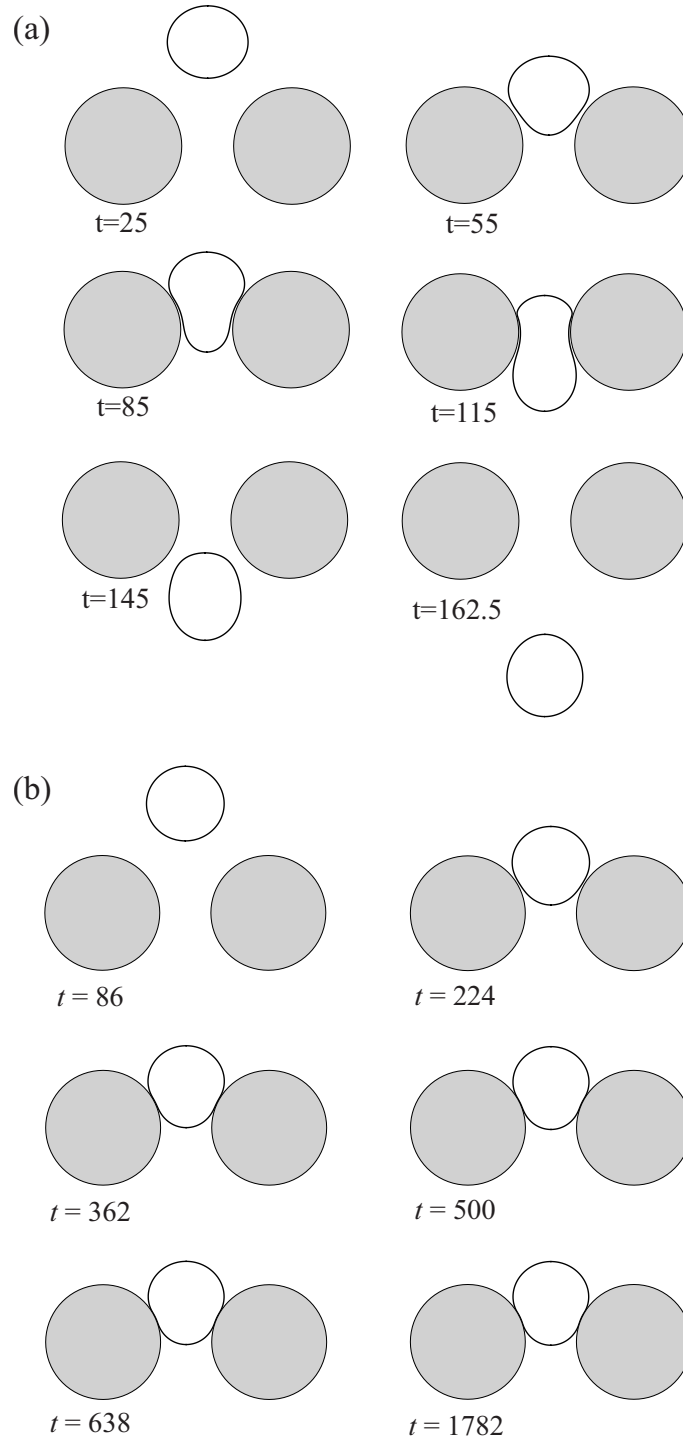 (a)
t=25
t=55
t=85
t=115
t=145
t=162.5
(b)
t = 86
t = 224
t = 362
t = 500
t = 638
t = 1782